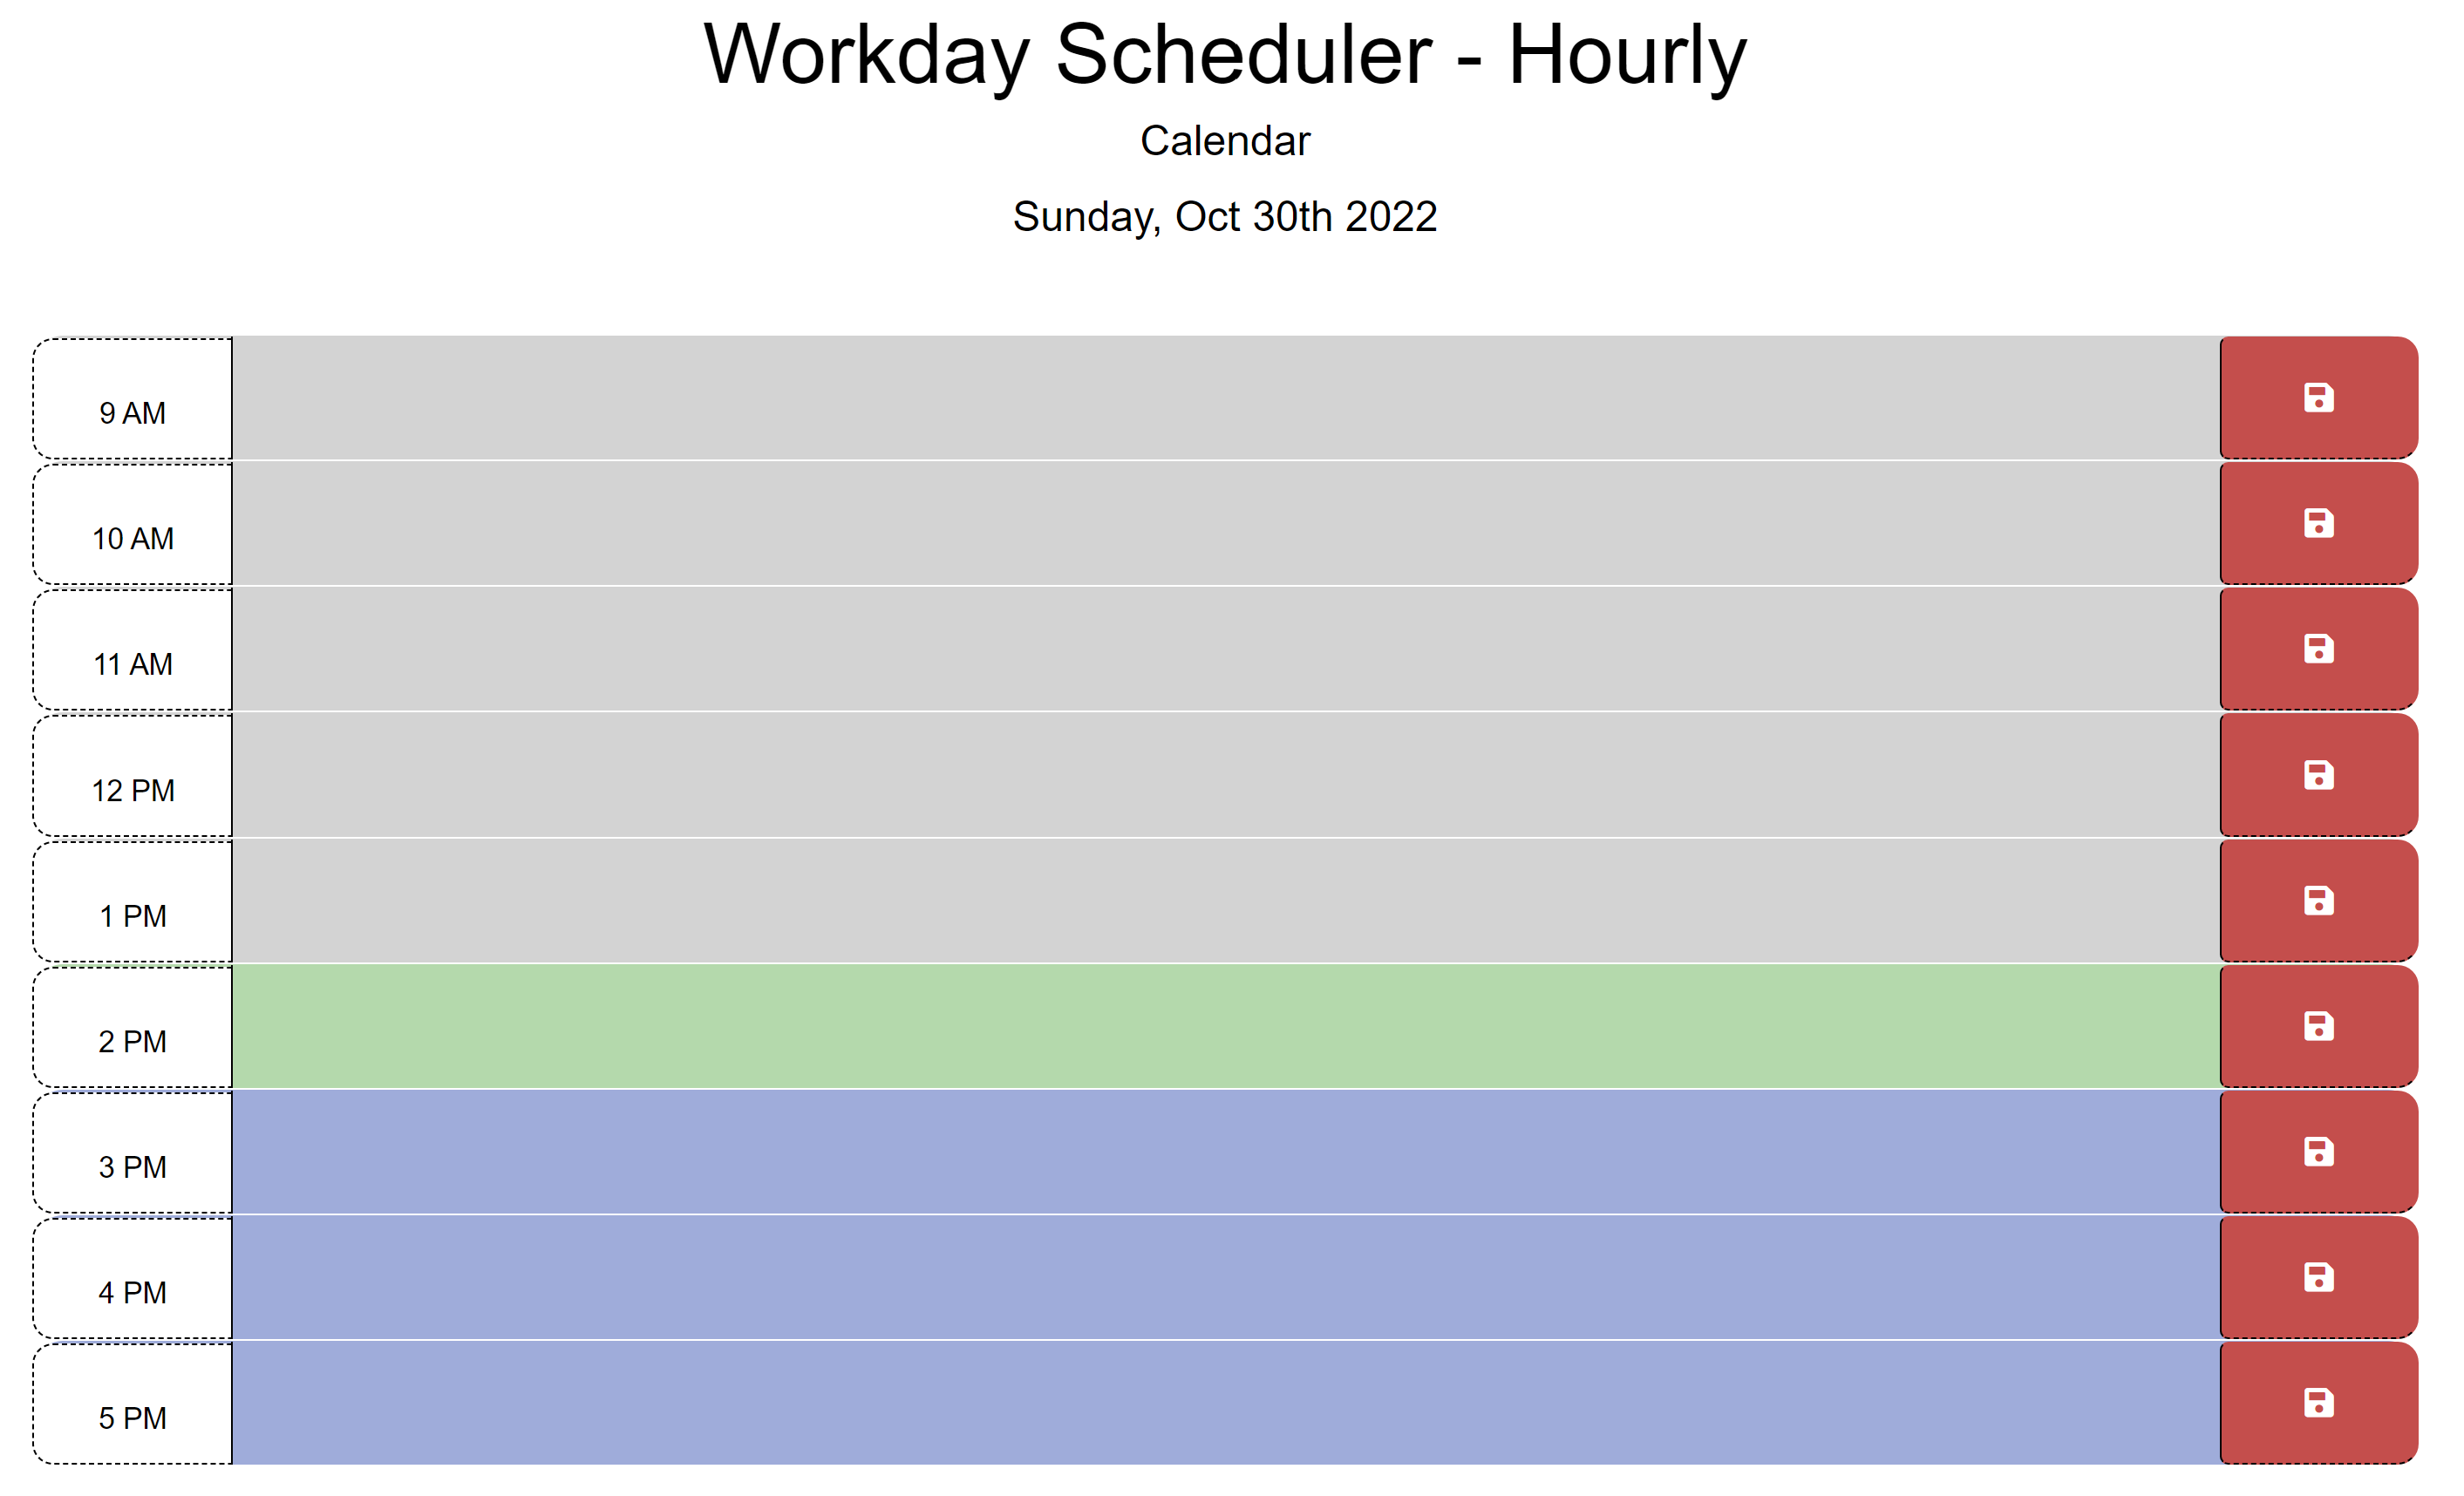 Workday Scheduler - Hourly
Calendar
Sunday, Oct 30th 2022
9 AM
10 AM
11 AM
12 PM
1 PM
2 PM
3 PM
4 PM
5 PM